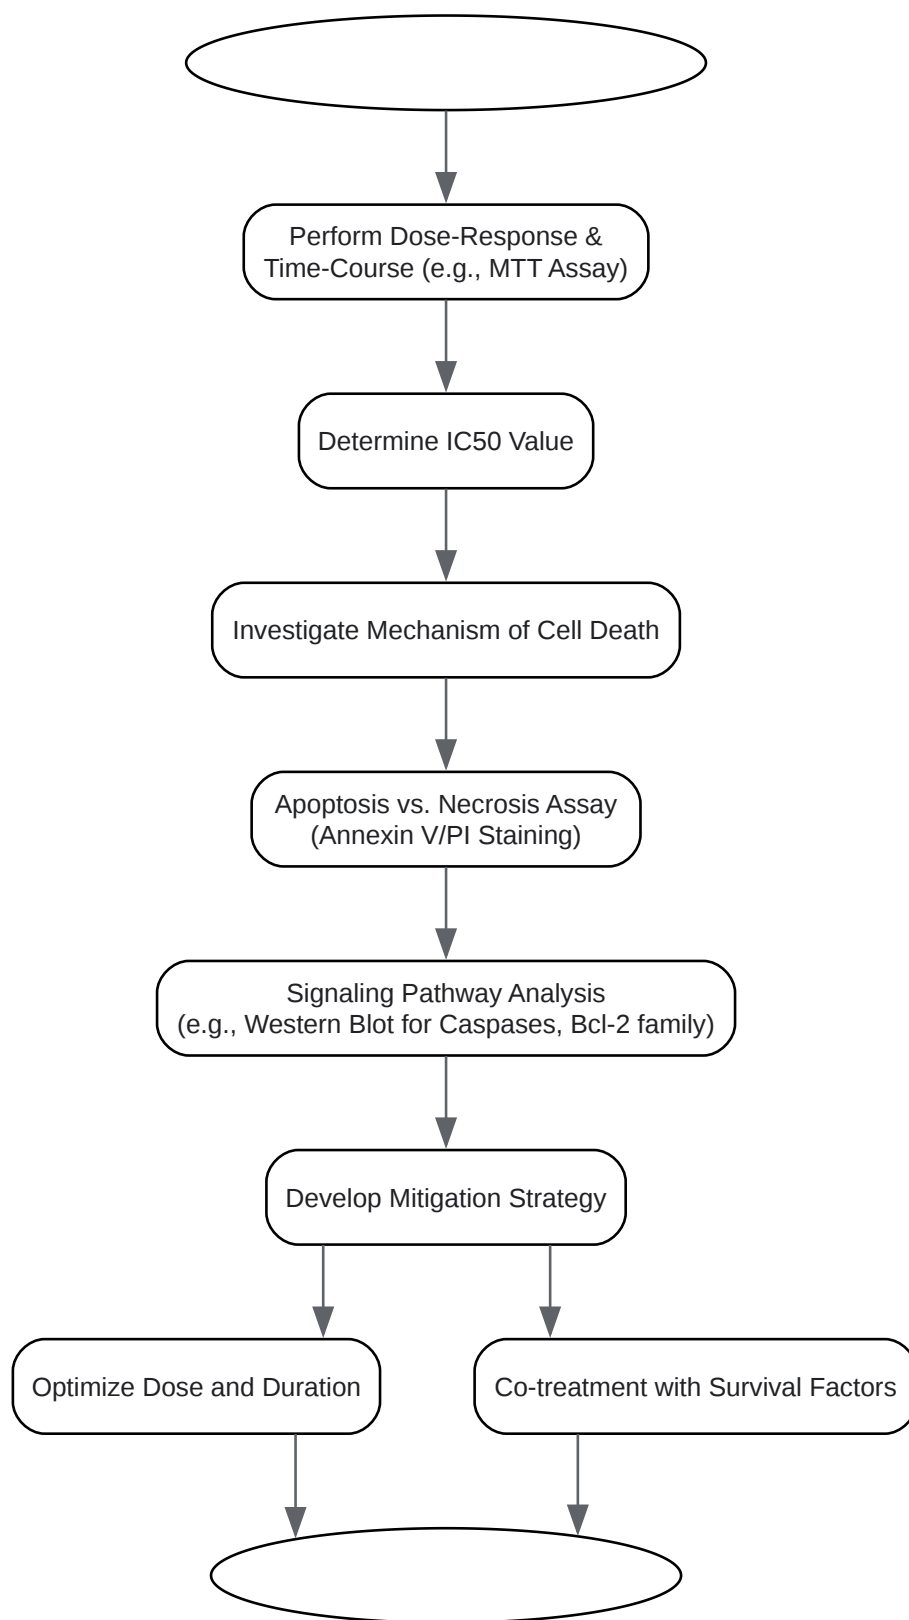 Perform Dose-Response &
Time-Course (e.g., MTT Assay)
Determine IC50 Value
Investigate Mechanism of Cell Death
Apoptosis vs. Necrosis Assay
(Annexin V/PI Staining)
Signaling Pathway Analysis
(e.g., Western Blot for Caspases, Bcl-2 family)
Develop Mitigation Strategy
Optimize Dose and Duration
Co-treatment with Survival Factors